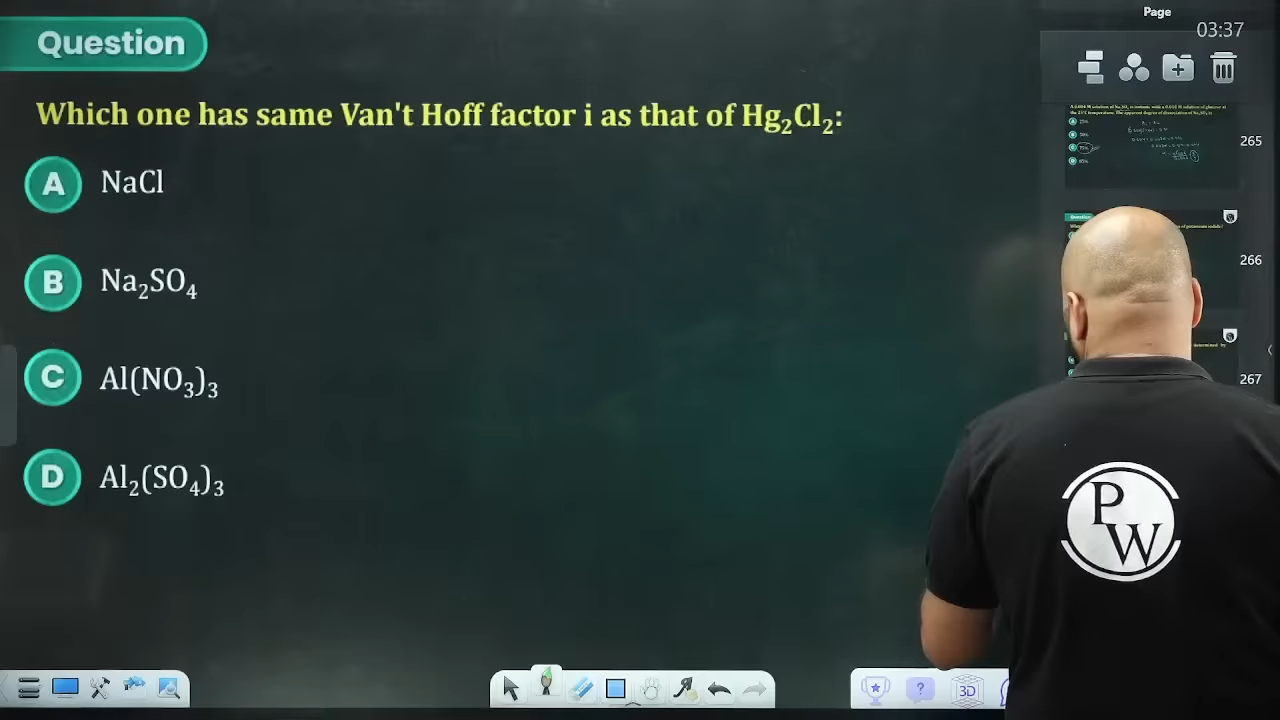 Page
03:37
Question
Which one has same Van't Hoff factor i as that of Hg₂Cl₂:
A NaCl
B Na₂SO₄
C Al(NO₃)₃
D Al₂(SO₄)₃
265
266
267
PW
3D
?